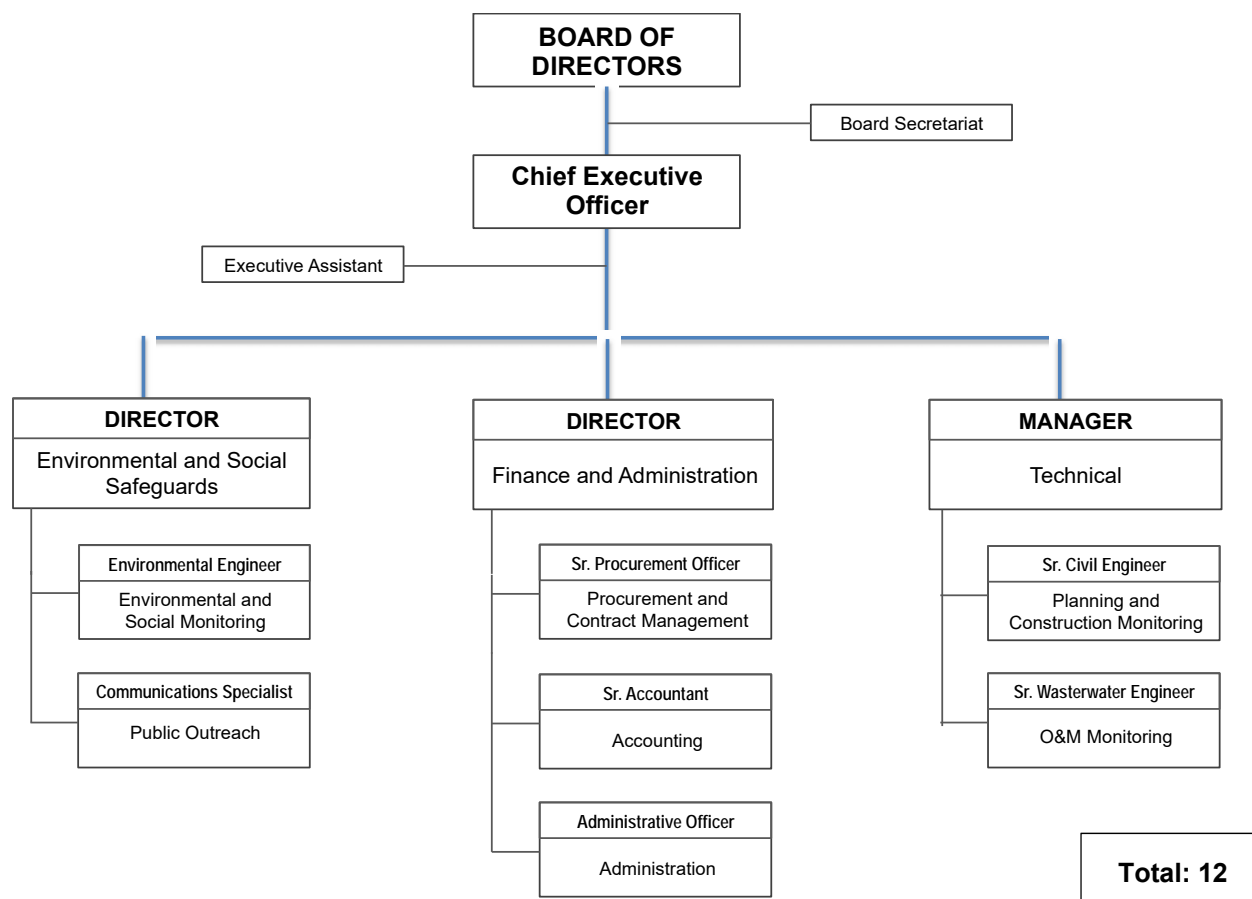 BOARD OF
DIRECTORS
Board Secretariat
Chief Executive
Officer
Executive Assistant
DIRECTOR
Environmental and Social
Safeguards
Environmental Engineer
Environmental and
Social Monitoring
Communications Specialist
Public Outreach
DIRECTOR
Finance and Administration
Sr. Procurement Officer
Procurement and
Contract Management
Sr. Accountant
Accounting
Administrative Officer
Administration
MANAGER
Technical
Sr. Civil Engineer
Planning and
Construction Monitoring
Sr. Wasterwater Engineer
O&M Monitoring
Total: 12